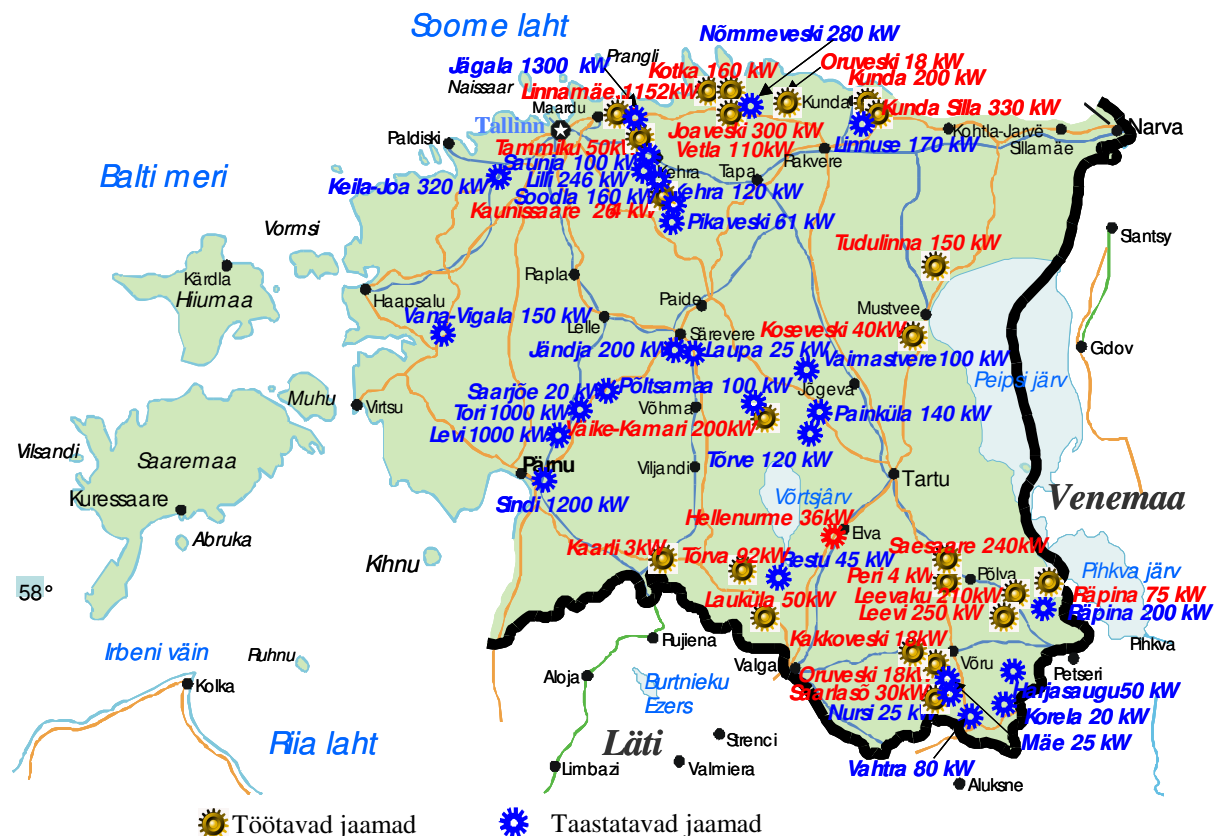 Soome laht
Nõmmeveski 280 kW
Jägala 1300 kW
Prangli
Oruveski 18 kW
Kotka 160 kW
Kunda 200 kW
Naissaar
Linnamäe 1152kW
Maardu
Kunda
Kunda Silla 330 kW
Tallinn
Joaveski 300 kW
Kohtla-Jarvë
Narva
Paldiski
Tammiku 50kW
Vetla 110kW
Rakvere
Linnuse 170 kW
Sillamäe
Saunja 100 kW
Kehra
Tapa
Balti meri
Keila-Joa 320 kW
Lilli 246 kW
Soodla 160 kW
Kehra 120 kW
Kaunissaare 264 kW
Pikaveski 61 kW
Vormsi
Slantsy
Tudulinna 150 kW
Kärdla
Hiiumaa
Rapla
Haapsalu
Paide
Mustvee
Vana-Vigala 150 kW
Lelle
Särevere
Koseveski 40kW
Jändja 200 kW
Laupa 25 kW
Vaimastvere100 kW
Gdov
Peipsi järv
Saarjõe 20 kW
Põltsamaa 100 kW
Jõgeva
Muhu
Virtsu
Tori 1000 kW
Võhma
Painküla 140 kW
Levi 1000 kW
Vaike-Kamari 200kW
Vilsandi
Saaremaa
Pärnu
Viljandi
Tõrve 120 kW
Tartu
Kuressaare
Sindi 1200 kW
Võrtsjärv
Venemaa
Abruka
Hellenurme 36kW
Elva
Kihnu
Kaarli 3kW
Tõrva 92kW
Restu 45 kW
Saesaare 240kW
Pihkva järv
58°
Peri 4 kW
Põlva
Räpina 75 kW
Lauküla 50kW
Leevaku 210kW
Räpina 200 kW
Leevi 250 kW
Irbeni väin
Ruhnu
Rujiena
Kakkoveski 18kW
Pihkva
Valga
Võru
Petseri
Kolka
Aloja
Burtnieku
Ezers
Oruveski 18kW
Saarlasõ 30kW
Harjasaugu50 kW
Nursi 25 kW
Korela 20 kW
Riia laht
Läti
Strenci
Mäe 25 kW
Limbazi
Valmiera
Vahtra 80 kW
Aluksne
Töötavad jaamad
Taastatavad jaamad